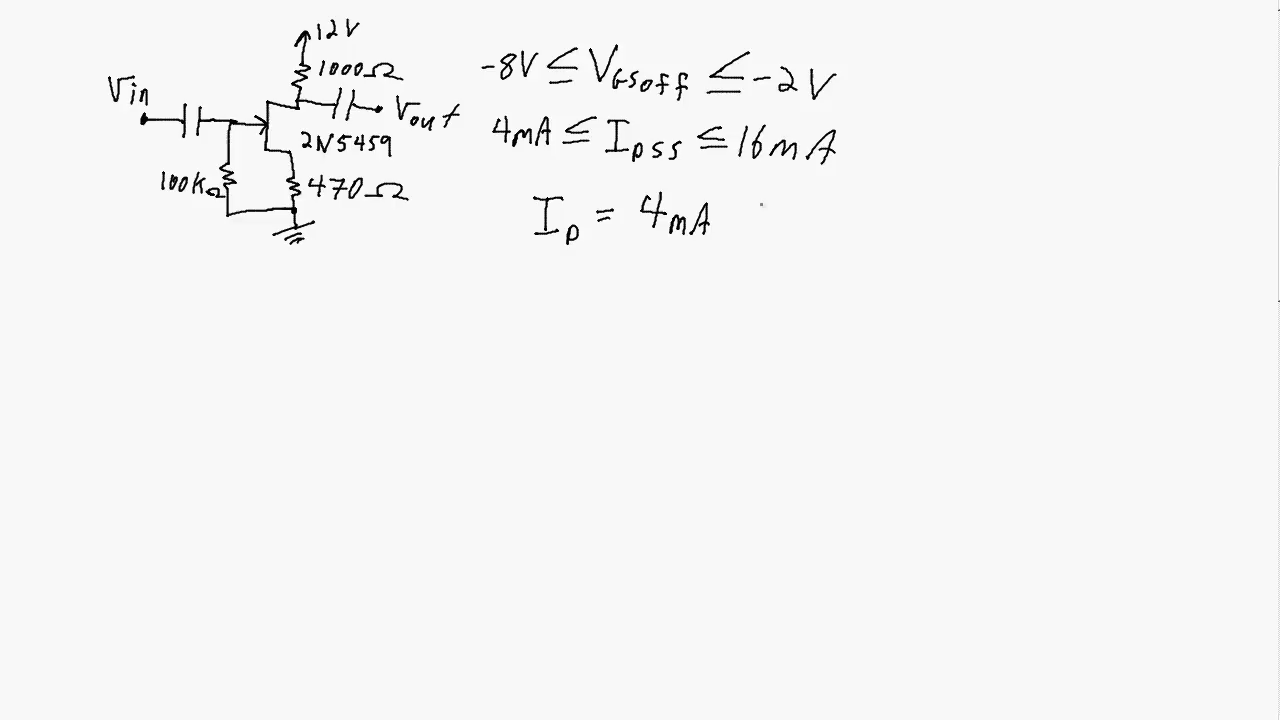 12V
1000Ω
Vin
Vout
2N5459
100KΩ
470Ω
-8V ≤ VGSoff ≤ -2V
4mA ≤ IDSS ≤ 16mA
ID = 4mA